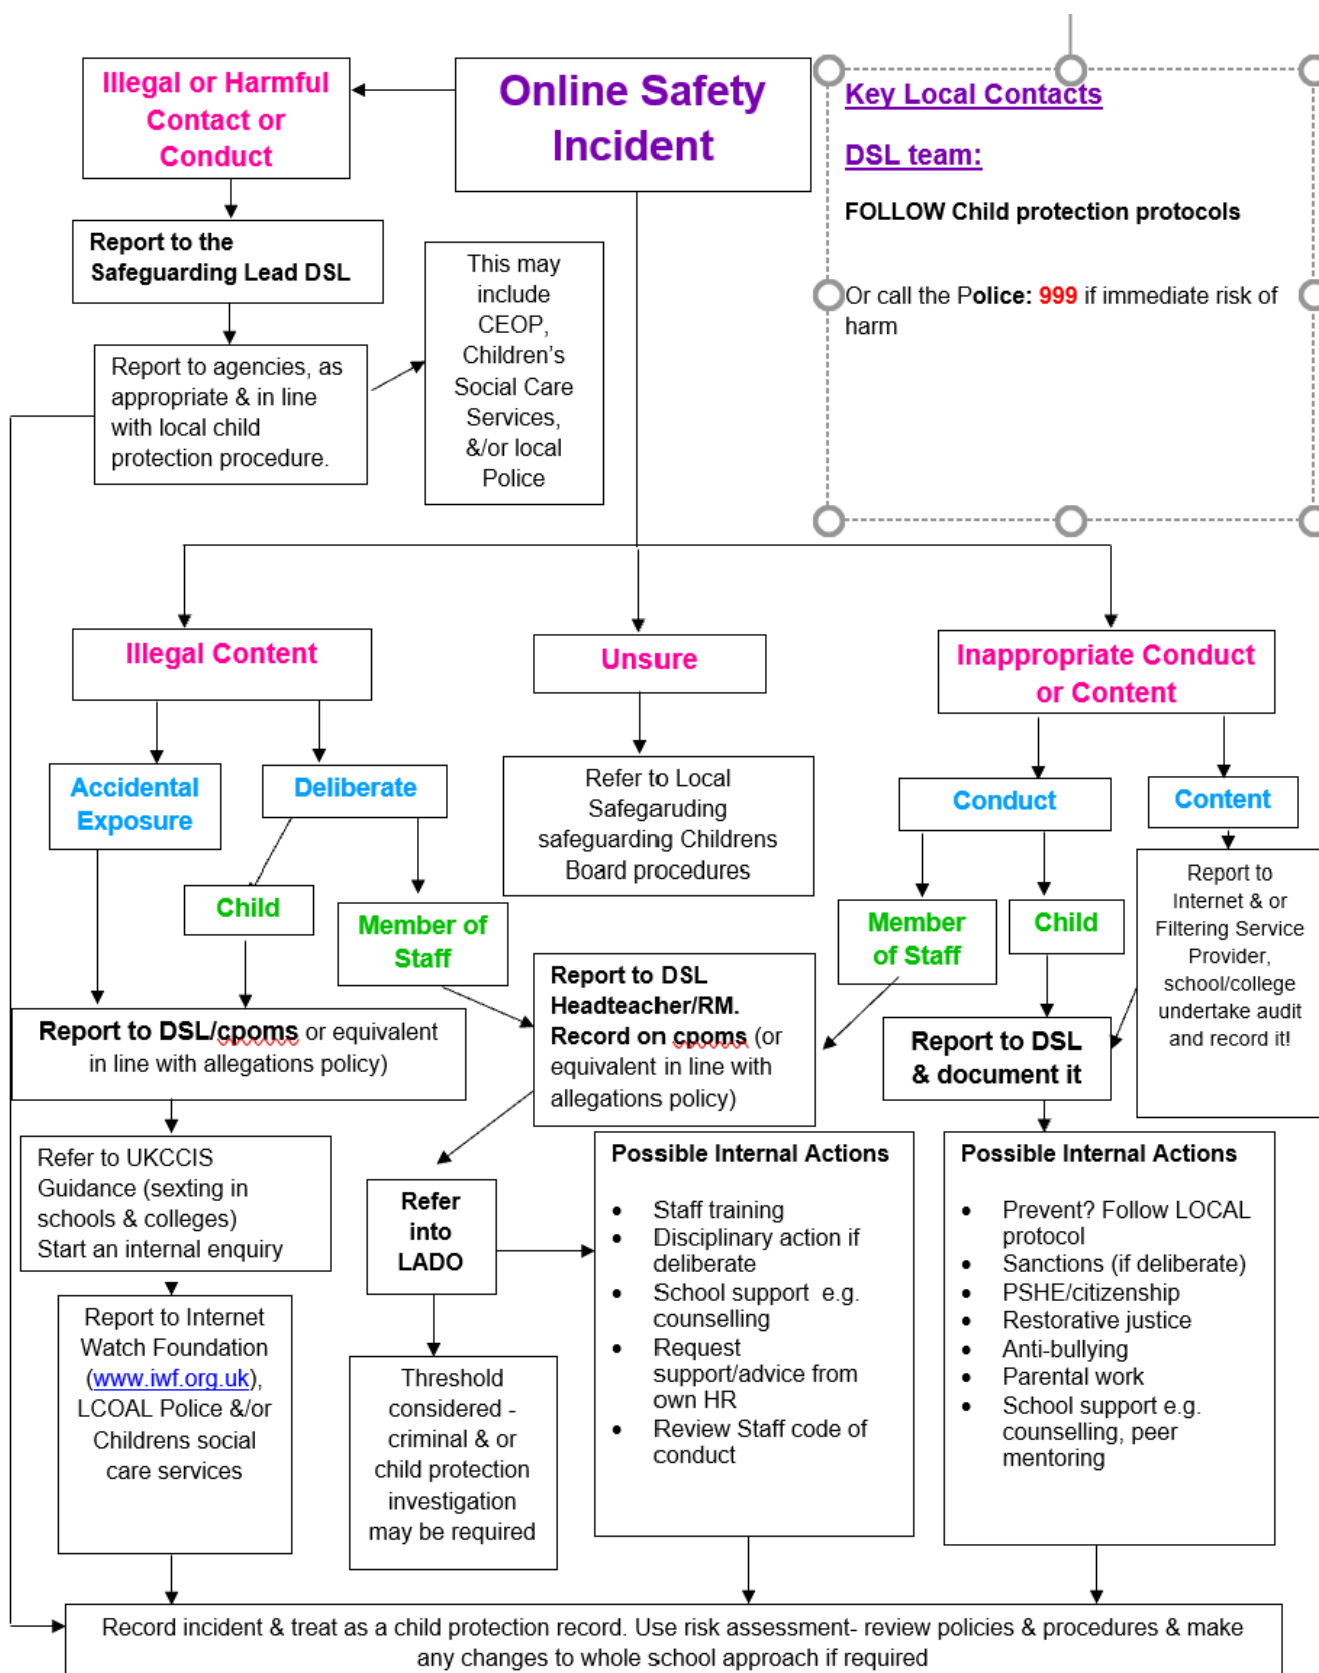 Illegal or Harmful
Contact or
Conduct
Online Safety
Incident
Key Local Contacts
DSL team:
FOLLOW Child protection protocols
Or call the Police: 999 if immediate risk of
harm
Report to the
Safeguarding Lead DSL
This may
include
CEOP,
Children's
Social Care
Services,
&/or local
Police
Report to agencies, as
appropriate & in line
with local child
protection procedure.
Illegal Content
Unsure
Inappropriate Conduct
or Content
Accidental
Exposure
Deliberate
Refer to Local
Safegaruding
safeguarding Childrens
Board procedures
Conduct
Content
Child
Member of
Staff
Member
of Staff
Child
Report to
Internet & or
Filtering Service
Provider,
school/college
undertake audit
and record it!
Report to DSL/cpoms or equivalent
in line with allegations policy)
Report to DSL
Headteacher/RM.
Record on cpoms (or
equivalent in line with
allegations policy)
Report to DSL
& document it
Refer to UKCCIS
Guidance (sexting in
schools & colleges)
Start an internal enquiry
Refer
into
LADO
Possible Internal Actions
• Staff training
• Disciplinary action if
deliberate
• School support e.g.
counselling
• Request
support/advice from
own HR
• Review Staff code of
conduct
Possible Internal Actions
• Prevent? Follow LOCAL
protocol
• Sanctions (if deliberate)
• PSHE/citizenship
• Restorative justice
• Anti-bullying
• Parental work
• School support e.g.
counselling, peer
mentoring
Report to Internet
Watch Foundation
(www.iwf.org.uk),
LCOAL Police &/or
Childrens social
care services
Threshold
considered -
criminal & or
child protection
investigation
may be required
Record incident & treat as a child protection record. Use risk assessment- review policies & procedures & make
any changes to whole school approach if required